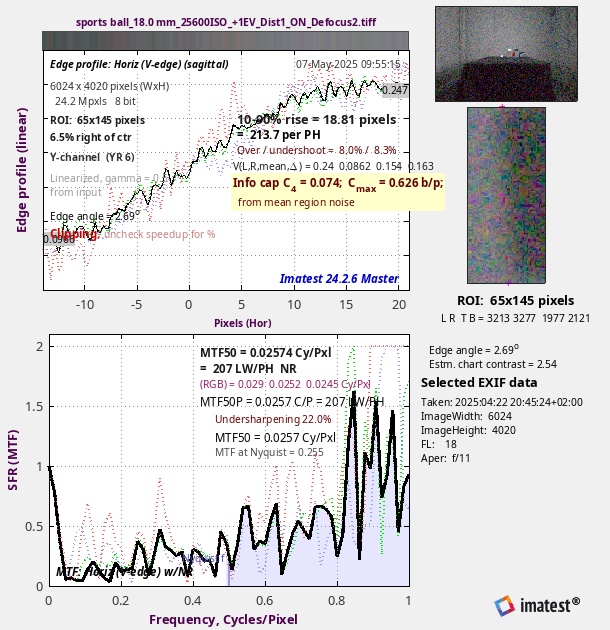 sports ball_18.0 mm_25600ISO_+1EV_Dist1_ON_Defocus2.tiff
Edge profile: Horiz (V-edge) (sagittal)
07-May-2025 09:55:15
6024 x 4020 pixels (WxH)
24.2 Mpxls   8 bit
0.247
ROI:  65x145 pixels
10-90% rise = 18.81 pixels
6.5% right of ctr
=  213.7 per PH
Over / undershoot =  8.0% /  8.3%
Y-channel  (YR 6)
V(L,R,mean,Δ) = 0.24  0.0862  0.154  0.163
Linearized, gamma = 0.
Info cap C4 = 0.074;  Cmax = 0.626 b/p;
from input
from mean region noise
Edge angle = 2.69o
Clipping: uncheck speedup for %
Imatest 24.2.6 Master
Edge profile (linear)
-10
-5
0
5
10
15
20
Pixels (Hor)
ROI:  65x145 pixels
L R  T B = 3213 3277  1977 2121
Edge angle = 2.69o
Estm. chart contrast = 2.54
Selected EXIF data
Taken: 2025:04:22 20:45:24+02:00
ImageWidth:  6024
ImageHeight:  4020
FL:    18
Aper:  f/11
MTF50 = 0.02574 Cy/Pxl
=  207 LW/PH  NR
(RGB) = 0.029  0.0252  0.0245 Cy/Pxl
MTF50P = 0.0257 C/P = 207 LW/PH
Undersharpening 22.0%
MTF50 = 0.0257 Cy/Pxl
MTF at Nyquist = 0.255
2
1.5
1
0.5
0
SFR (MTF)
Nyquist f
MTF: Horiz (V-edge) w/NR
0
0.2
0.4
0.6
0.8
1
Frequency, Cycles/Pixel
imatest®